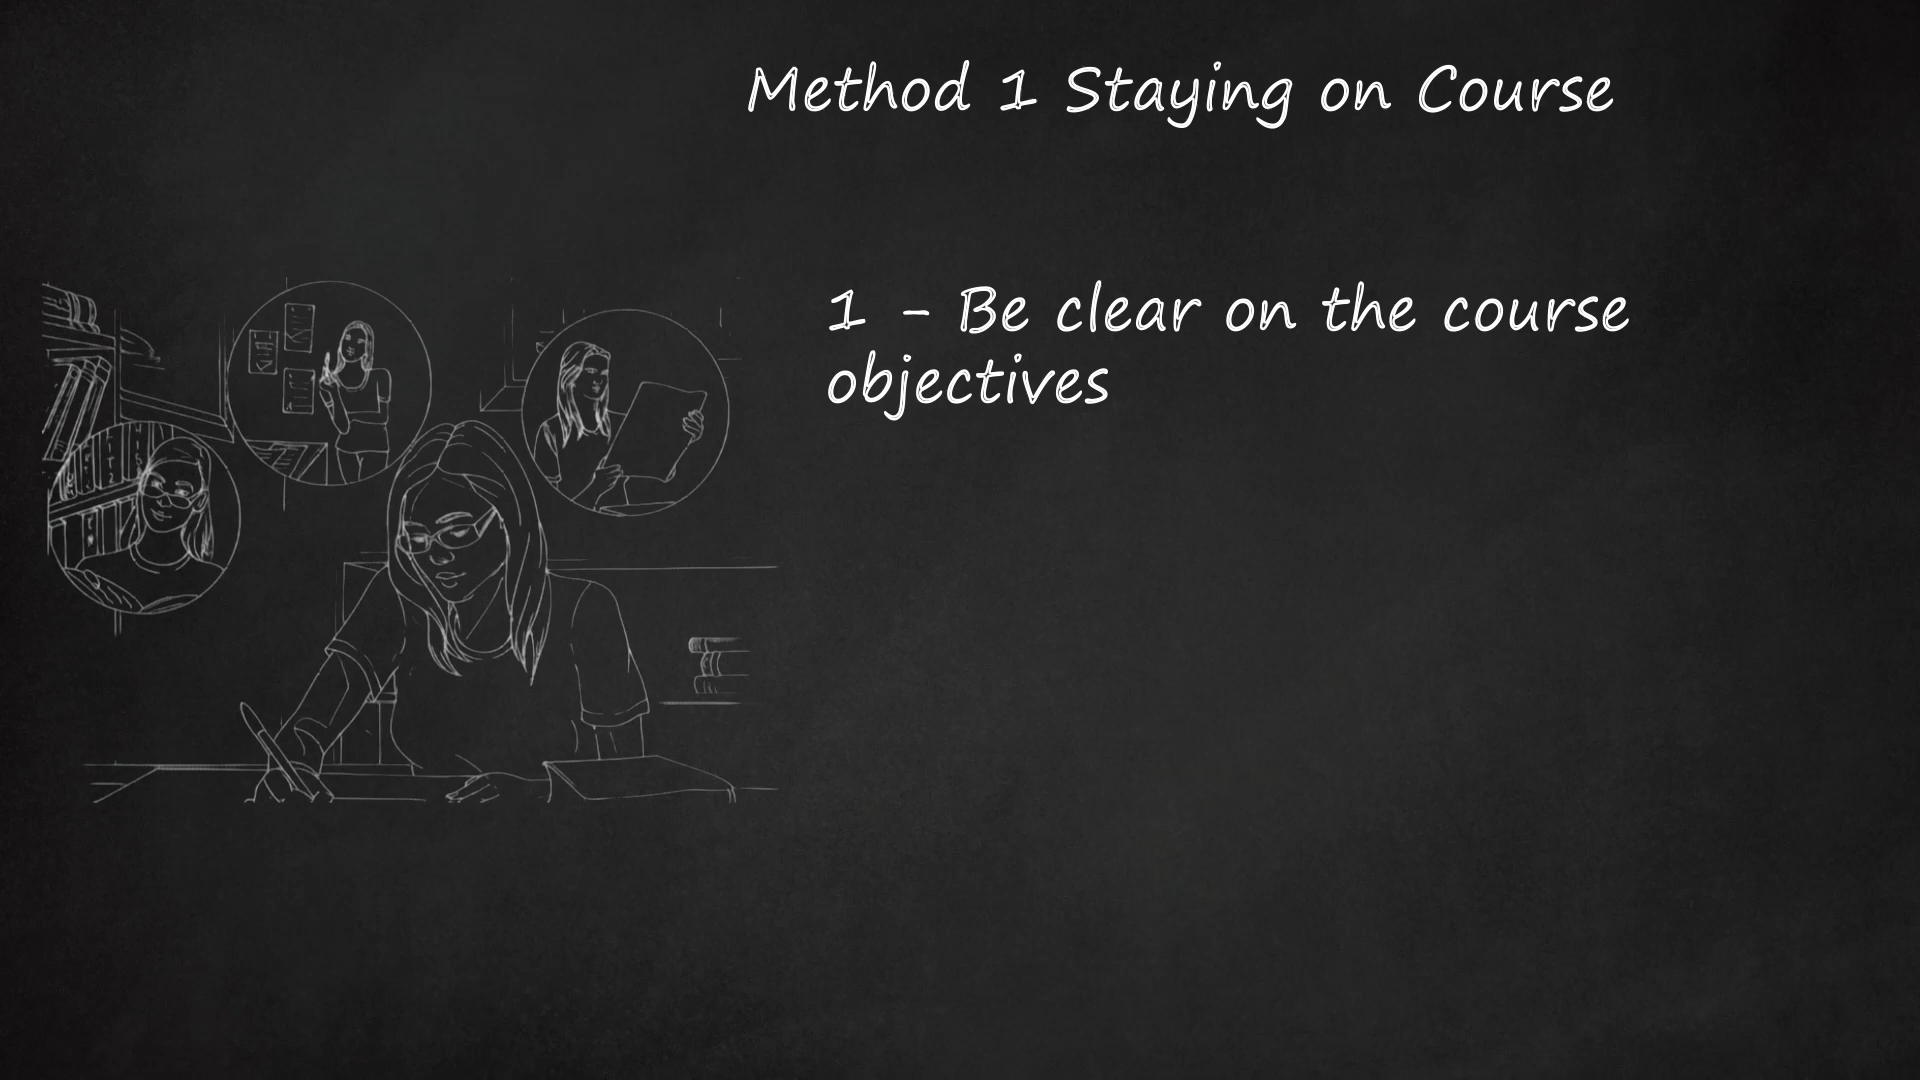 Method 1 Staying on Course
1 - Be clear on the course
objectives